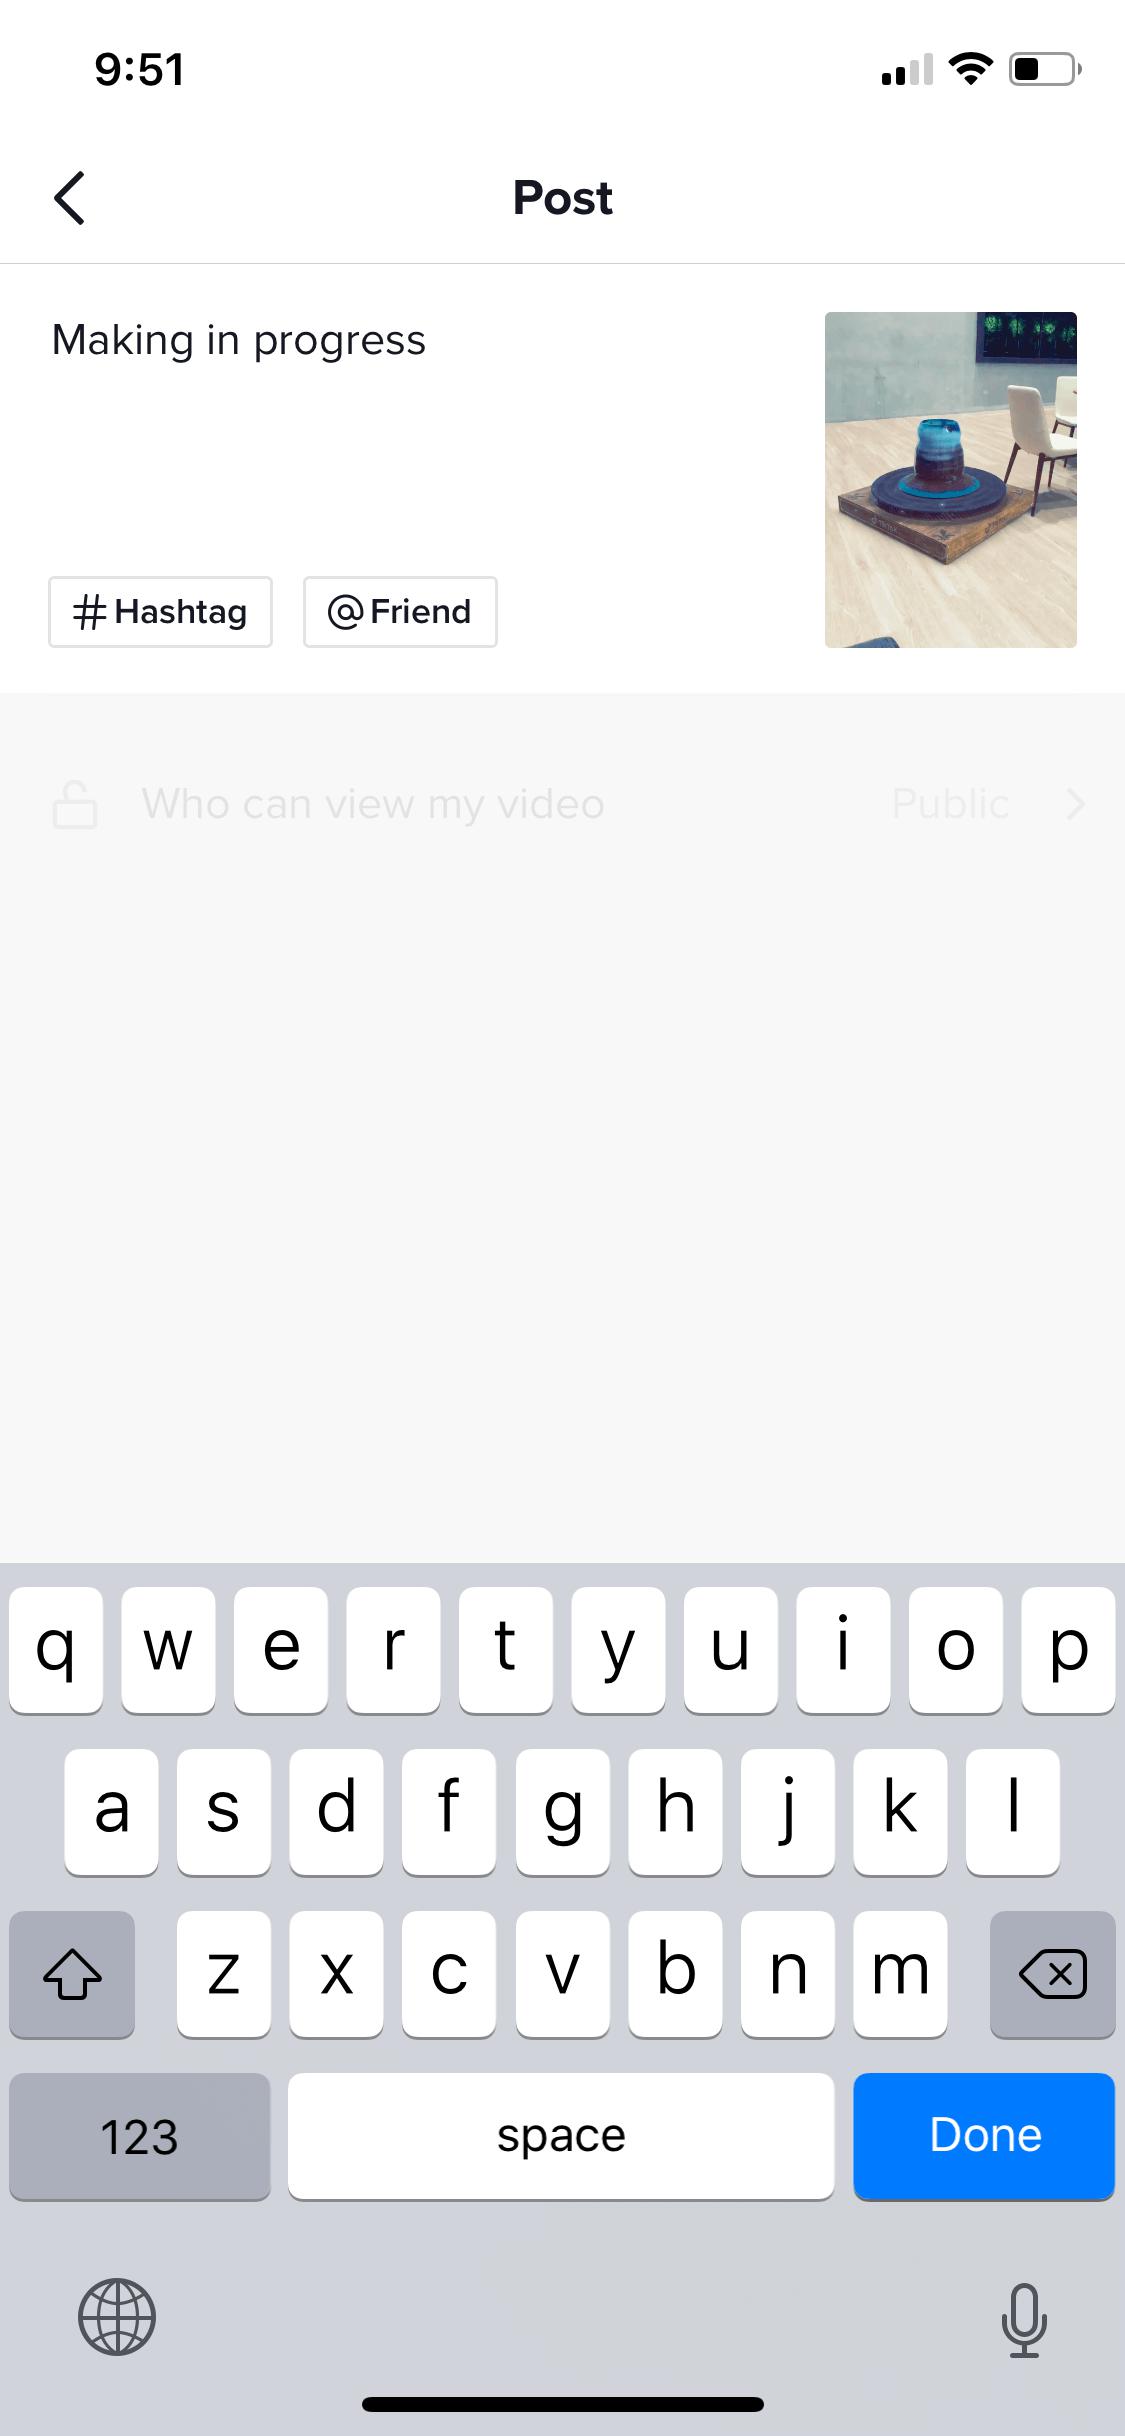 9:51
Post
Making in progress
# Hashtag
@ Friend
Who can view my video
Public
q w e r t y u i o p
a s d f g h j k l
z x c v b n m
123 space Done